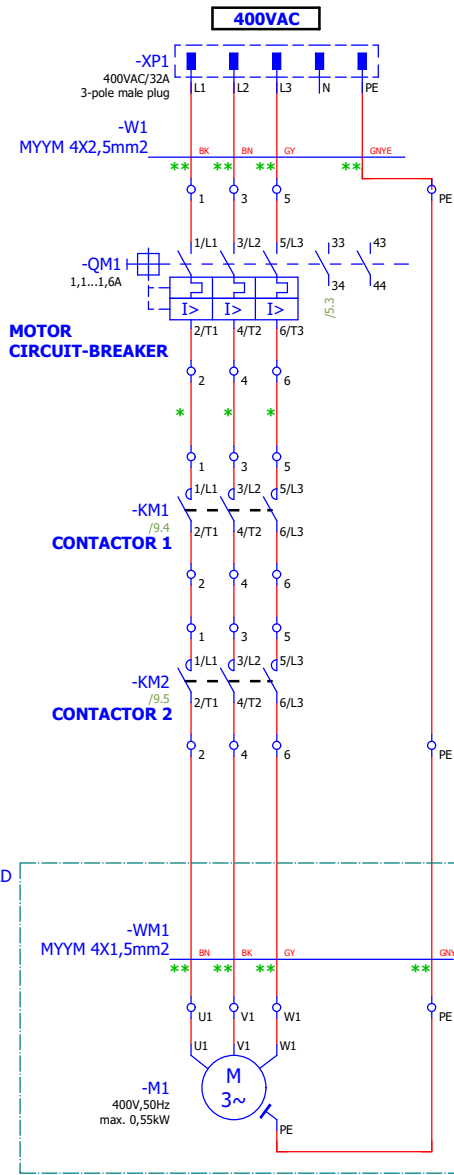 400VAC
-XP1
400VAC/32A
3-pole male plug
L1 L2 L3 N PE
-W1
MYYM 4X2,5mm2
BK BN GY GNYE
** ** ** **
1 3 5 PE
1/L1 3/L2 5/L3 33 43
-QM1
1,1...1,6A
34 44
/5.3
I> I> I>
MOTOR
CIRCUIT-BREAKER
2/T1 4/T2 6/T3
2 4 6
* * *
1 3 5
1/L1 3/L2 5/L3
-KM1
/9.4
2/T1 4/T2 6/L3
CONTACTOR 1
2 4 6
1 3 5
1/L1 3/L2 5/L3
-KM2
/9.5
2/T1 4/T2 6/L3
CONTACTOR 2
2 4 6 PE
D
-WM1
MYYM 4X1,5mm2
BN BK GY GNY
** ** ** **
U1 V1 W1 PE
U1 V1 W1
-M1
400V,50Hz
max. 0,55kW
M
3~
PE